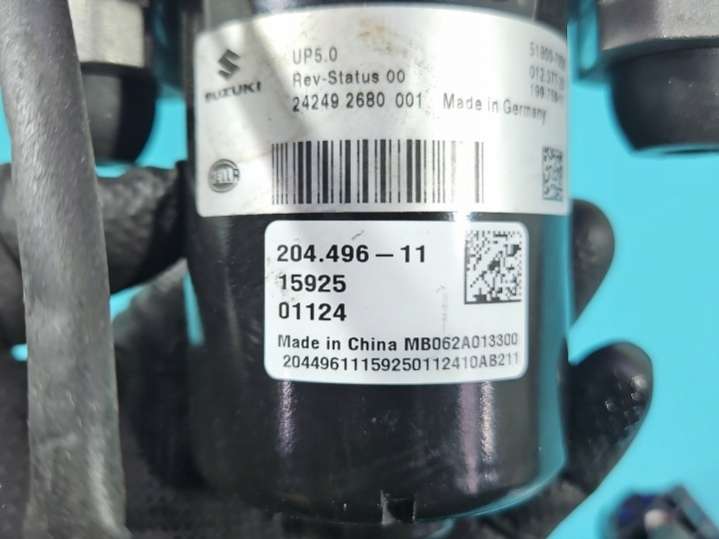 SUZUKI
UP5.0
Rev-Status 00
24249 2680 001 Made in Germany
HELLA
204.496-11
15925
01124
Made in China MB062A013300
20449611159250112410AB211